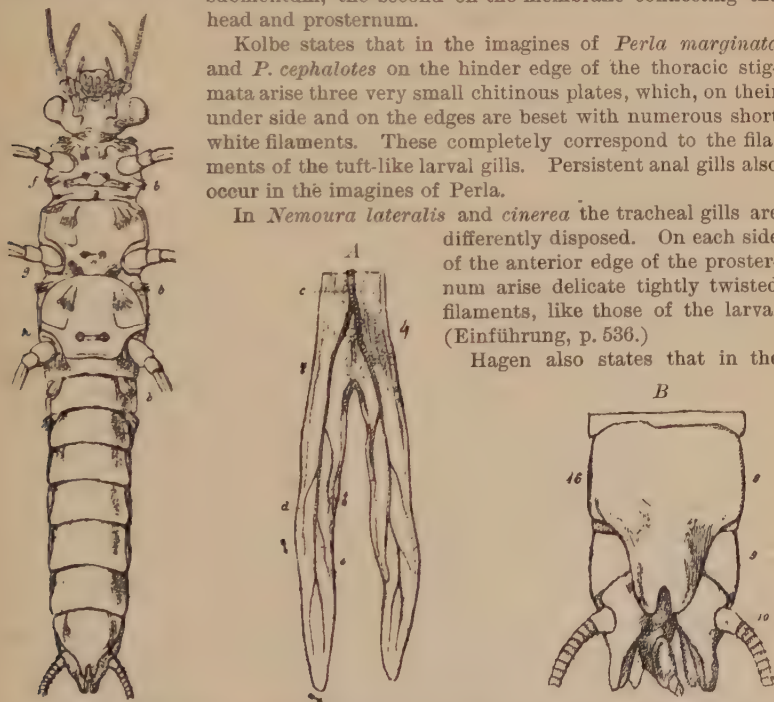 head and prosternum.
Kolbe states that in the imagines of Perla marginata
and P. cephalotes on the hinder edge of the thoracic stig-
mata arise three very small chitinous plates, which, on their
under side and on the edges are beset with numerous short
white filaments. These completely correspond to the fila-
ments of the tuft-like larval gills. Persistent anal gills also
occur in the imagines of Perla.
In Nemoura lateralis and cinerea the tracheal gills are
differently disposed. On each side
of the anterior edge of the proster-
num arise delicate tightly twisted
filaments, like those of the larva.
(Einführung, p. 536.)
Hagen also states that in the
A
c
4
d
B
16
8
9
10
f
b
g
b